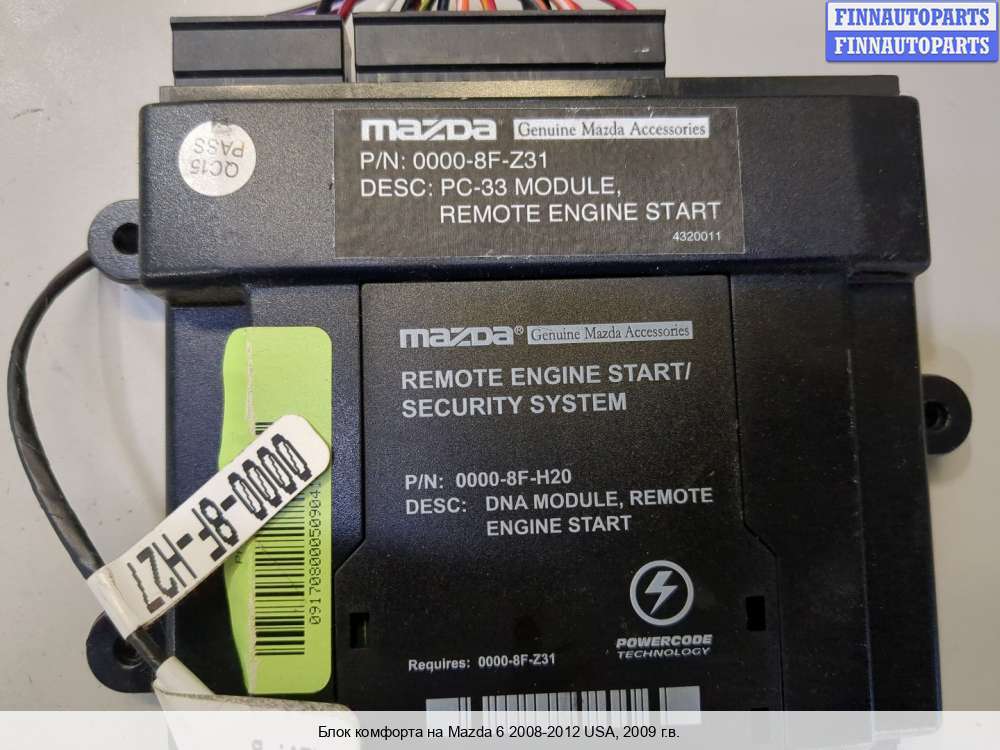 FINNAUTOPARTS
FINNAUTOPARTS
QC15
PASS
mazda Genuine Mazda Accessories
P/N: 0000-8F-Z31
DESC: PC-33 MODULE,
REMOTE ENGINE START
4320011
mazda® Genuine Mazda Accessories
REMOTE ENGINE START/
SECURITY SYSTEM
P/N: 0000-8F-H20
DESC: DNA MODULE, REMOTE
ENGINE START
POWERCODE
TECHNOLOGY
Requires: 0000-8F-Z31
0000-8F-H27
Блок комфорта на Mazda 6 2008-2012 USA, 2009 г.в.